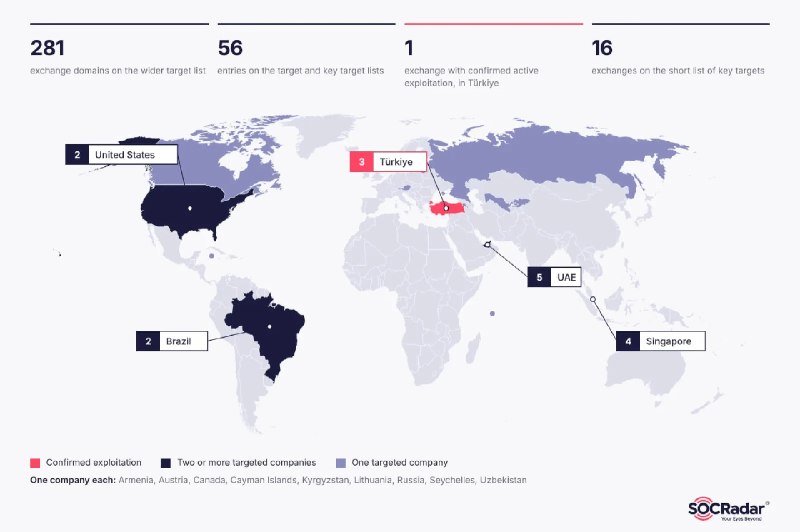 281
exchange domains on the wider target list
56
entries on the target and key target lists
1
exchange with confirmed active
exploitation, in Türkiye
16
exchanges on the short list of key targets
2 United States
3 Türkiye
5 UAE
2 Brazil
4 Singapore
Confirmed exploitation
Two or more targeted companies
One targeted company
One company each: Armenia, Austria, Canada, Cayman Islands, Kyrgyzstan, Lithuania, Russia, Seychelles, Uzbekistan
SOCRadar®
Your Eyes Beyond